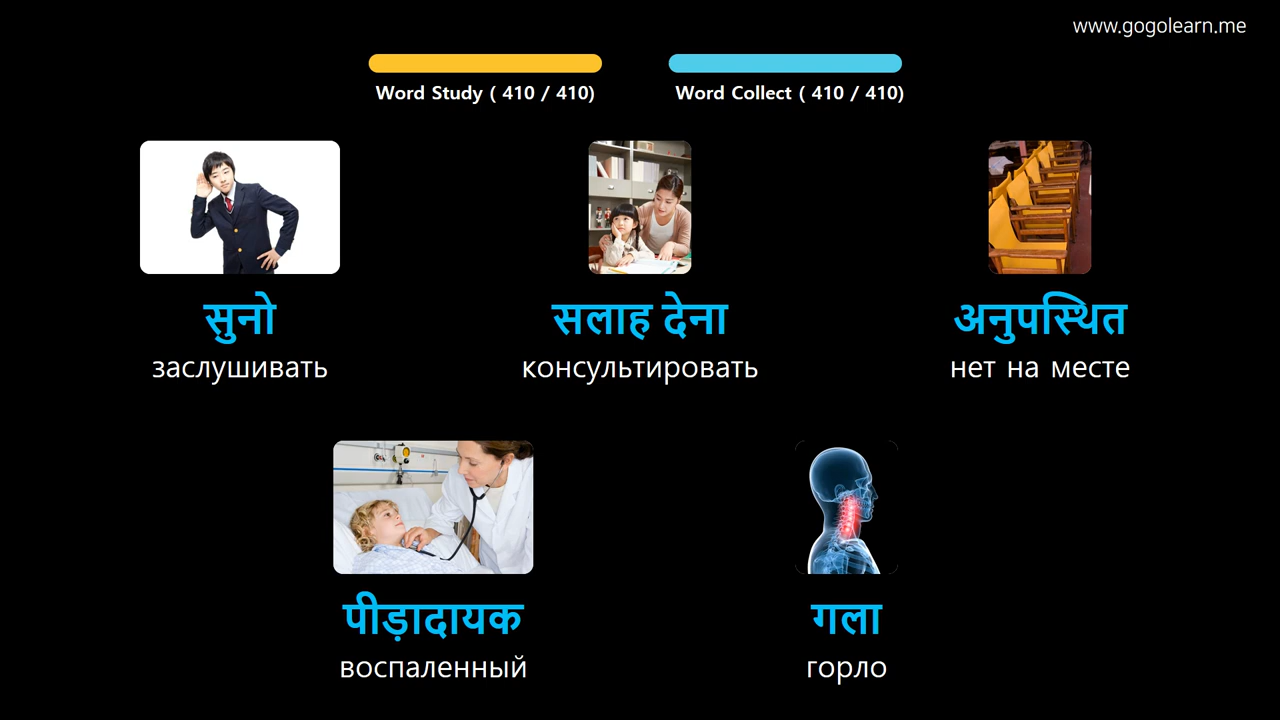 www.gogolearn.me
Word Study ( 410 / 410)
Word Collect ( 410 / 410)
सुनो
заслушивать
सलाह देना
консультировать
अनुपस्थित
нет на месте
पीड़ादायक
воспаленный
गला
горло